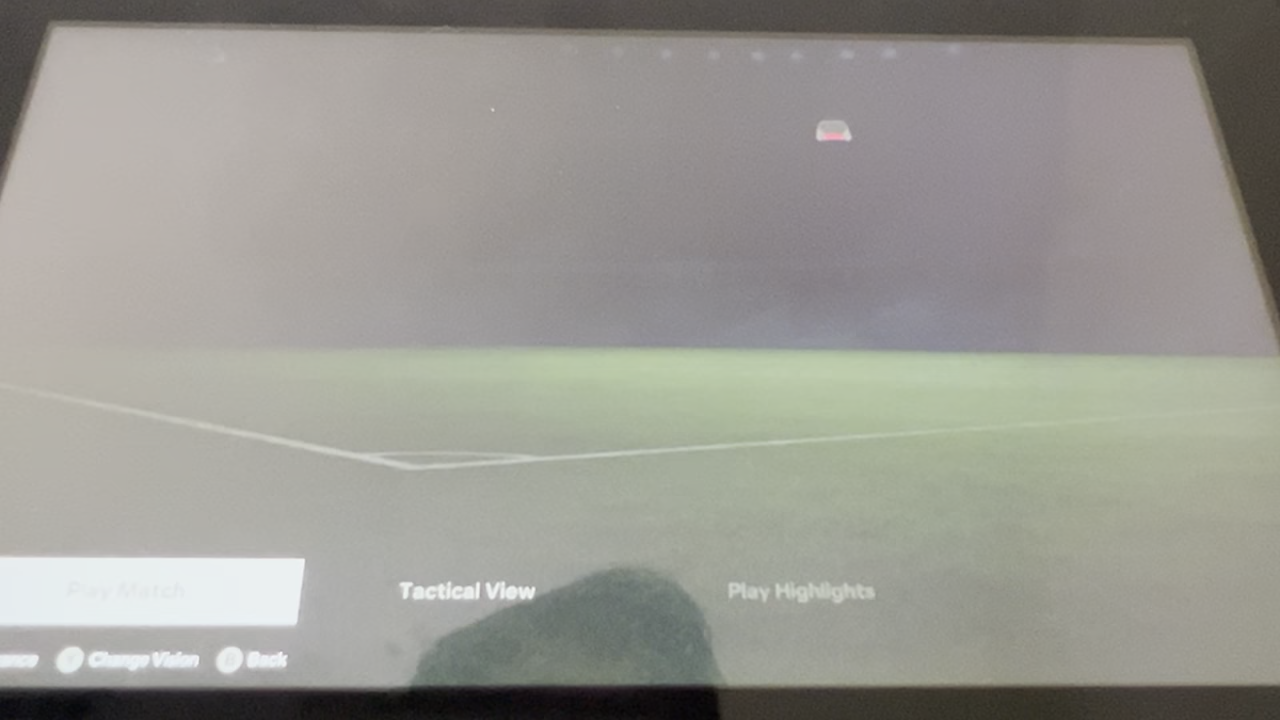 Play Match
Tactical View
Play Highlights
Change Vision
Back